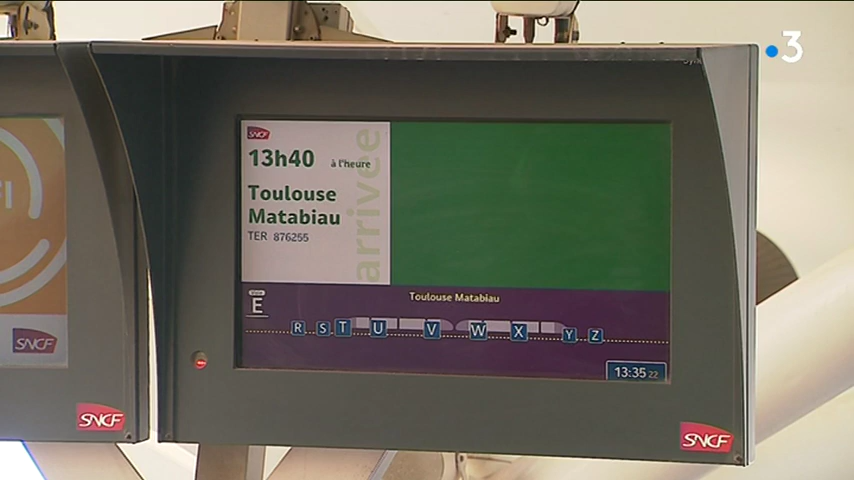 3
SNCF
13h40 à l'heure
Toulouse
Matabiau
TER 876255
arrivée
E
Toulouse Matabiau
R S T U V W X Y Z
13:35 22
SNCF
SNCF
SNCF